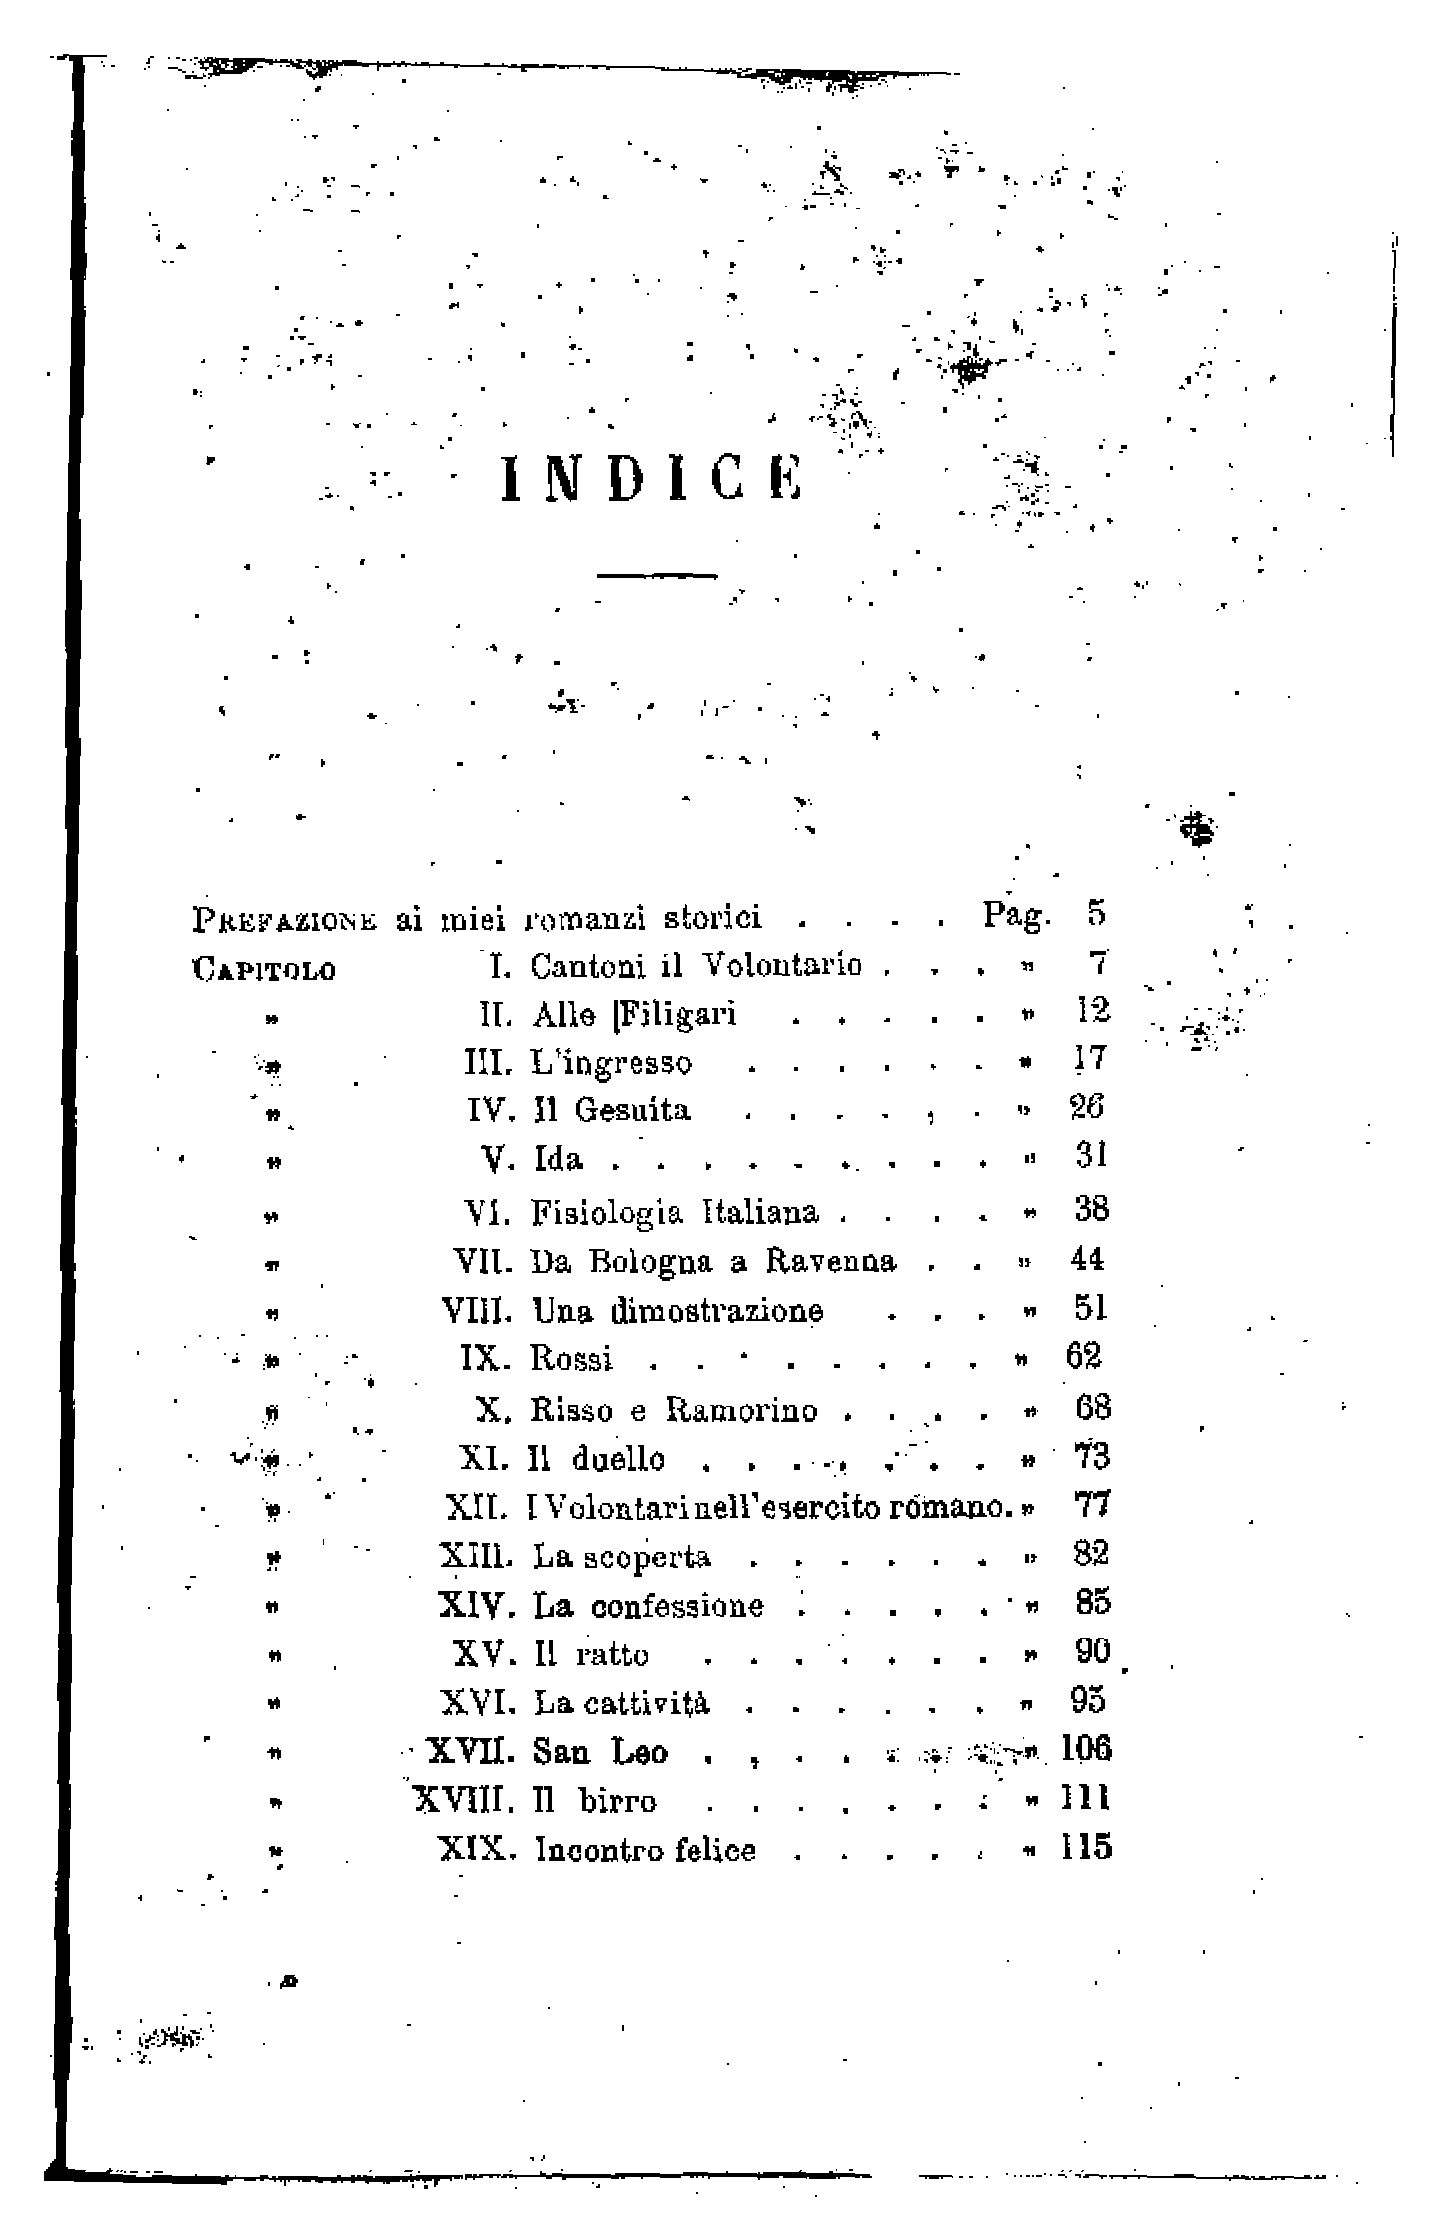 INDICE
PREFAZIONE ai miei romanzi storici . . . . Pag. 5
CAPITOLO I. Cantoni il Volontario . . . „ 7
„ II. Alle Filigari . . . . . „ 12
„ III. L'ingresso . . . . . . „ 17
„ IV. Il Gesuita . . . . , . „ 26
„ V. Ida . . . . . . . . . „ 31
„ VI. Fisiologia Italiana . . . . „ 38
„ VII. Da Bologna a Ravenna . . „ 44
„ VIII. Una dimostrazione . . . „ 51
„ IX. Rossi . . . . . . . . „ 62
„ X. Risso e Ramorino . . . . „ 68
„ XI. Il duello . . . . . . . „ 73
„ XII. I Volontari nell'esercito romano. „ 77
„ XIII. La scoperta . . . . . . „ 82
„ XIV. La confessione . . . . . „ 85
„ XV. Il ratto . . . . . . . „ 90
„ XVI. La cattività . . . . . . „ 95
„ XVII. San Leo . , . . . . . „ 106
„ XVIII. Il birro . . . . . . . „ 111
„ XIX. Incontro felice . . . . . „ 115